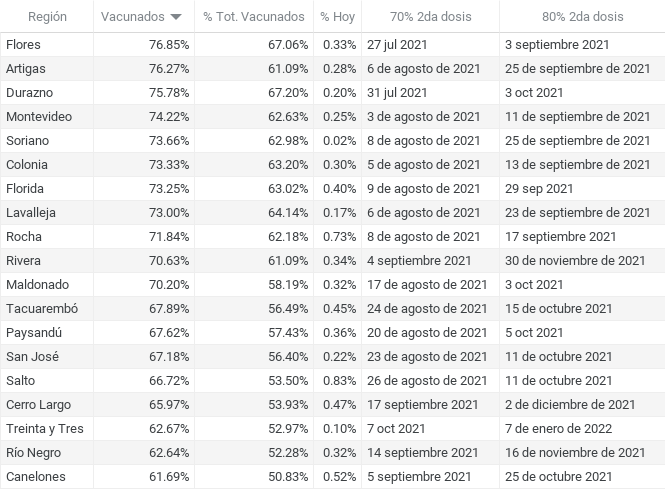 Región Vacunados % Tot. Vacunados % Hoy 70% 2da dosis 80% 2da dosis
Flores 76.85% 67.06% 0.33% 27 jul 2021 3 septiembre 2021
Artigas 76.27% 61.09% 0.28% 6 de agosto de 2021 25 de septiembre de 2021
Durazno 75.78% 67.20% 0.20% 31 jul 2021 3 oct 2021
Montevideo 74.22% 62.63% 0.25% 3 de agosto de 2021 11 de septiembre de 2021
Soriano 73.66% 62.98% 0.02% 8 de agosto de 2021 25 de septiembre de 2021
Colonia 73.33% 63.20% 0.30% 5 de agosto de 2021 13 de septiembre de 2021
Florida 73.25% 63.02% 0.40% 9 de agosto de 2021 29 sep 2021
Lavalleja 73.00% 64.14% 0.17% 6 de agosto de 2021 23 de septiembre de 2021
Rocha 71.84% 62.18% 0.73% 8 de agosto de 2021 17 septiembre 2021
Rivera 70.63% 61.09% 0.34% 4 septiembre 2021 30 de noviembre de 2021
Maldonado 70.20% 58.19% 0.32% 17 de agosto de 2021 3 oct 2021
Tacuarembó 67.89% 56.49% 0.45% 24 de agosto de 2021 15 de octubre 2021
Paysandú 67.62% 57.43% 0.36% 20 de agosto de 2021 5 oct 2021
San José 67.18% 56.40% 0.22% 23 de agosto de 2021 11 de octubre 2021
Salto 66.72% 53.50% 0.83% 26 de agosto de 2021 11 de octubre 2021
Cerro Largo 65.97% 53.93% 0.47% 17 septiembre 2021 2 de diciembre de 2021
Treinta y Tres 62.67% 52.97% 0.10% 7 oct 2021 7 de enero de 2022
Río Negro 62.64% 52.28% 0.32% 14 septiembre 2021 16 de noviembre de 2021
Canelones 61.69% 50.83% 0.52% 5 septiembre 2021 25 de octubre 2021